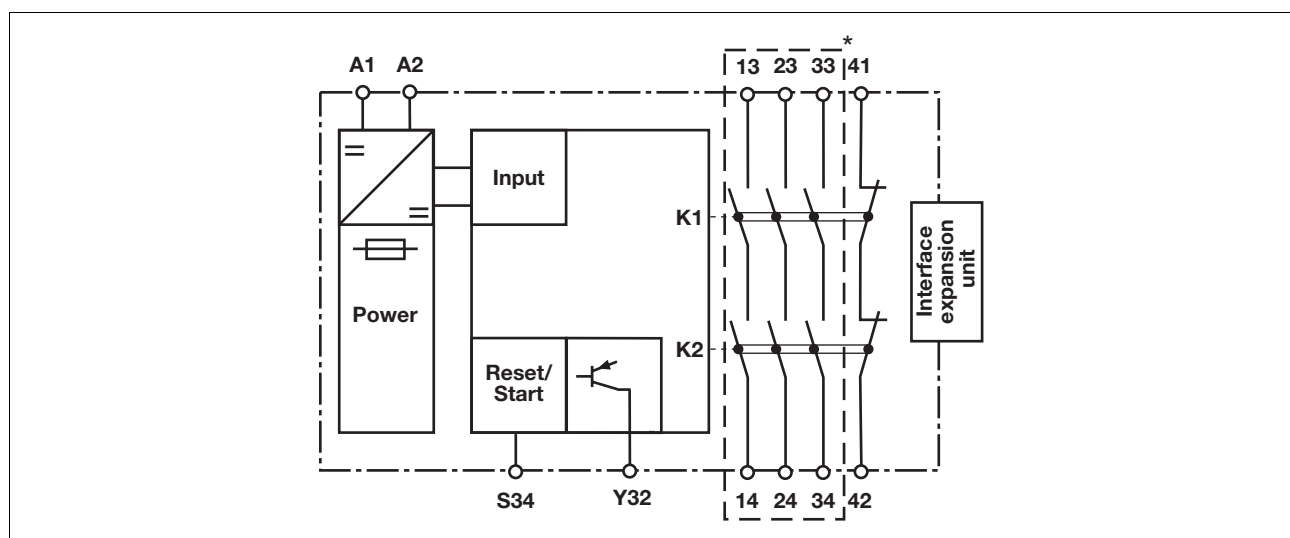 *
A1 A2 13 23 33 41
Input
K1
Power
Interface
expansion
unit
K2
Reset/
Start
S34 Y32 14 24 34 42